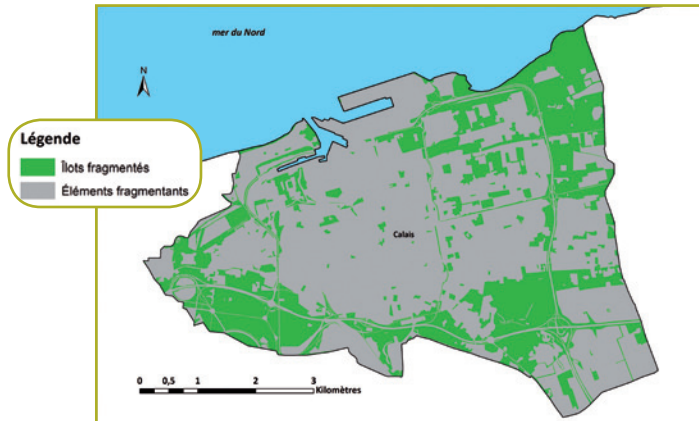 mer du Nord
N
Légende
Îlots fragmentés
Éléments fragmentants
Calais
0 0,5 1 2 3
Kilomètres